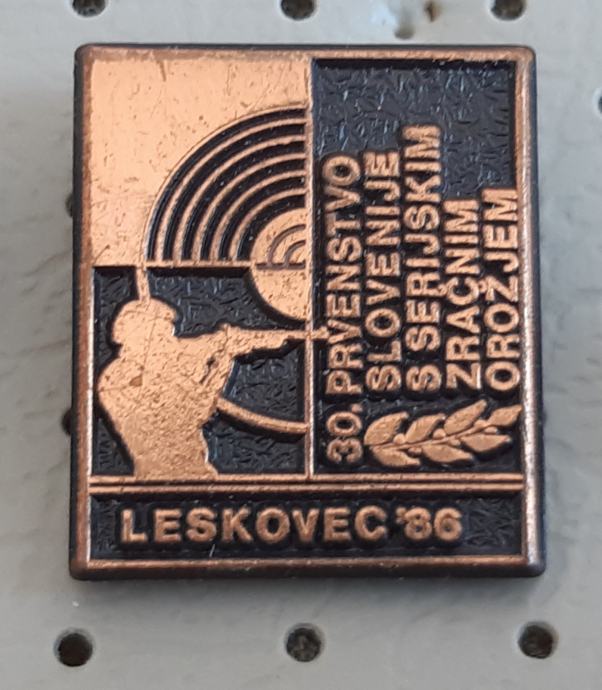 30. PRVENSTVO
SLOVENIJE
S SERIJSKIM
ZRAČNIM
OROŽJEM
LESKOVEC '86